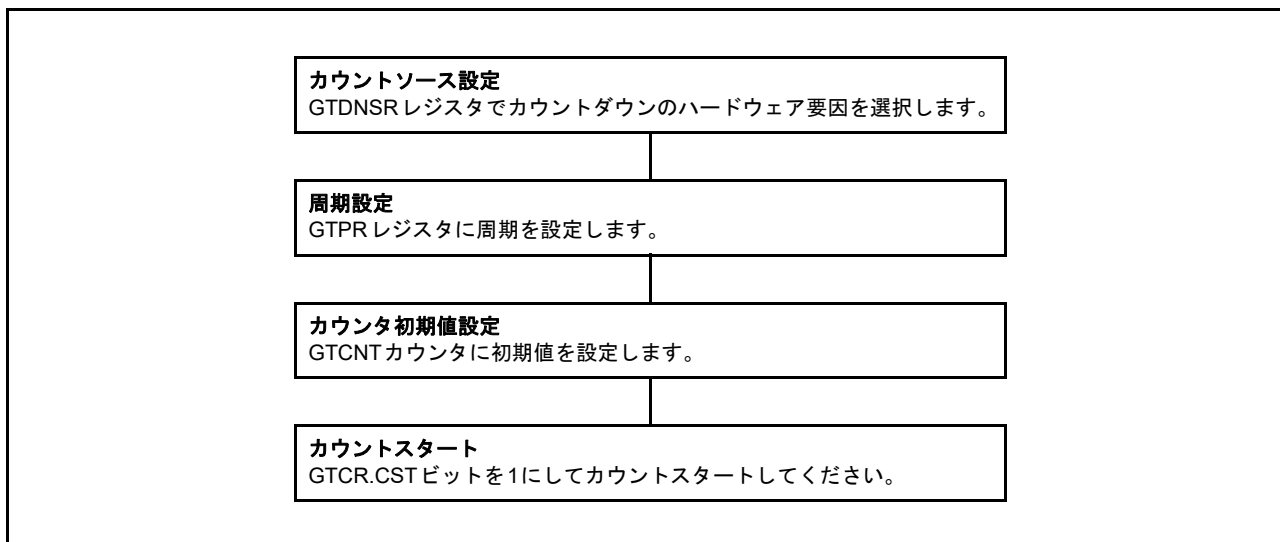 カウントソース設定
GTDNSRレジスタでカウントダウンのハードウェア要因を選択します。
周期設定
GTPRレジスタに周期を設定します。
カウンタ初期値設定
GTCNTカウンタに初期値を設定します。
カウントスタート
GTCR.CSTビットを1にしてカウントスタートしてください。